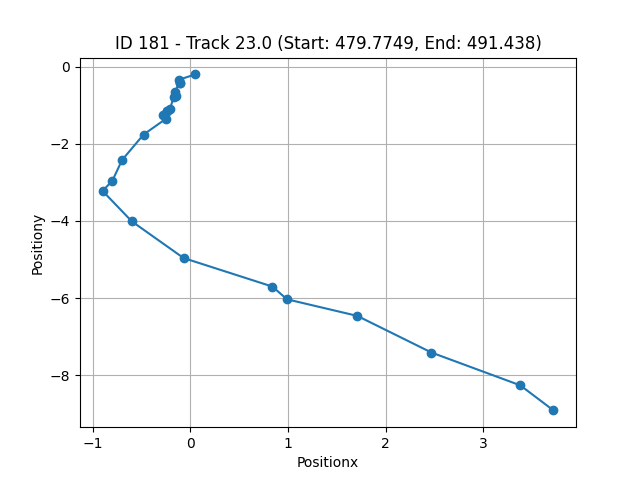 ID 181 - Track 23.0 (Start: 479.7749, End: 491.438)
0
−2
−4
−6
−8
Positiony
−1 0 1 2 3
Positionx